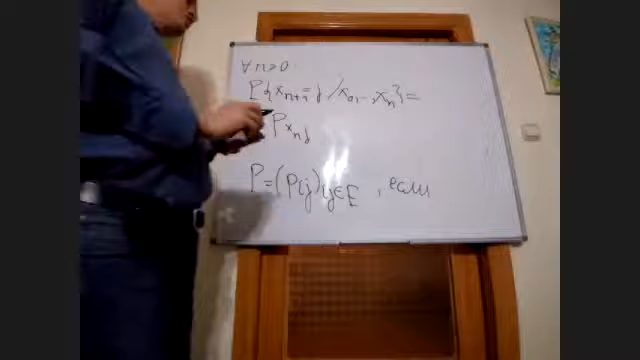 ∀ n≥0
P{x_{n+1}=j / x_0, ..., x_n} =
P_{x_n j}
P = (P_{ij})_{i,j∈E} , если